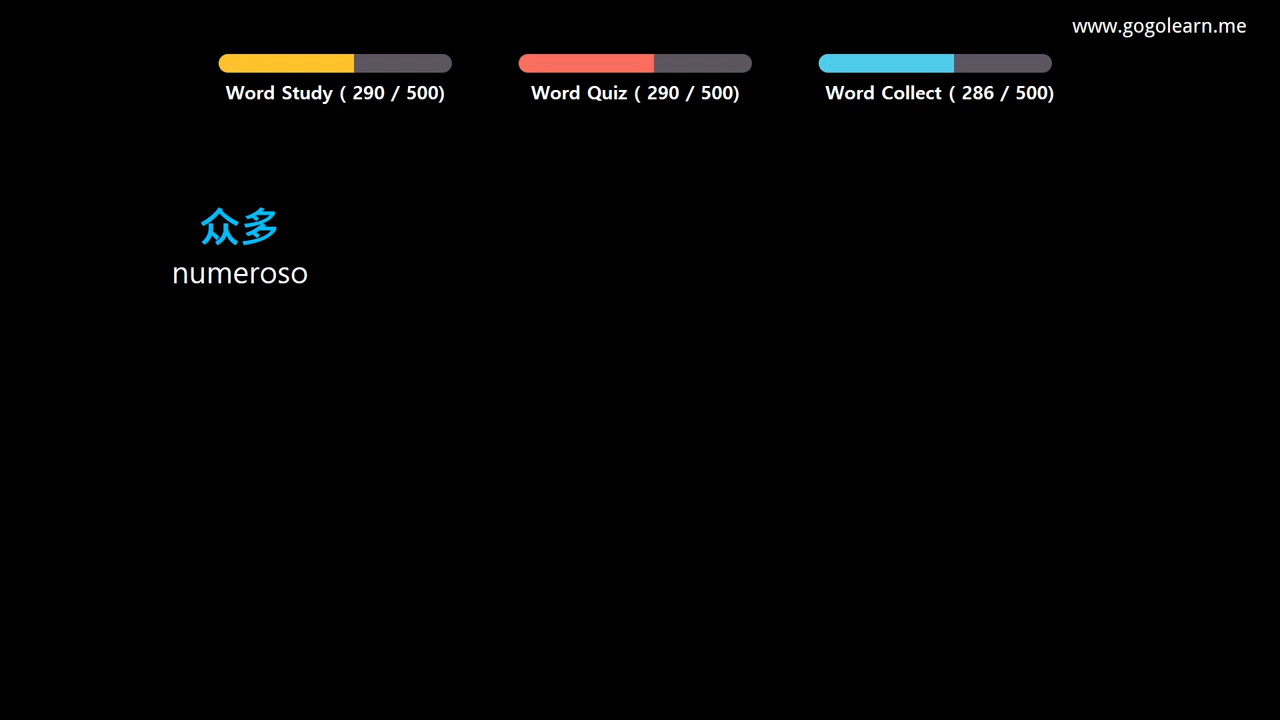 www.gogolearn.me
Word Study ( 290 / 500)
Word Quiz ( 290 / 500)
Word Collect ( 286 / 500)
众多
numeroso